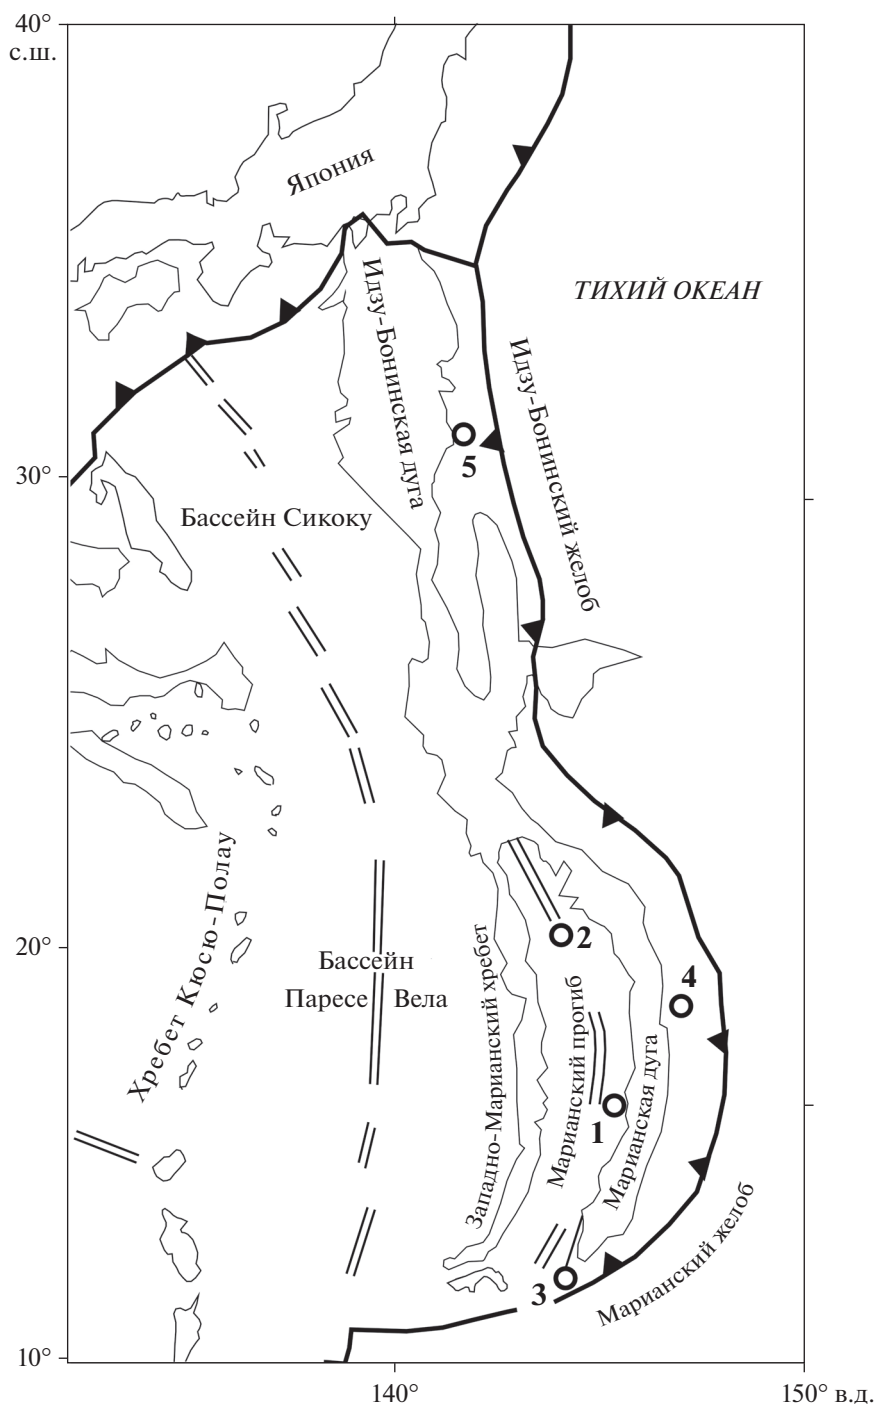 40°
с.ш.
Япония
ТИХИЙ ОКЕАН
Идзу-Бонинская дуга
Идзу-Бонинский желоб
5
30°
Бассейн Сикоку
Хребет Кюсю-Полау
20°
Бассейн
Паресе Вела
Западно-Марианский хребет
2
Марианский прогиб
4
1
Марианская дуга
3
Марианский желоб
10°
140°
150° в.д.